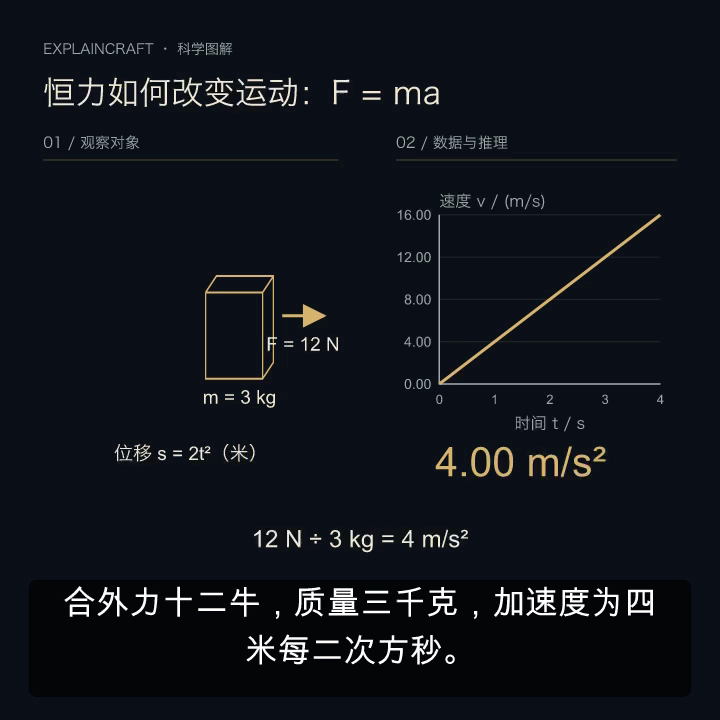 EXPLAINCRAFT · 科学图解
恒力如何改变运动：F = ma
01 / 观察对象
F = 12 N
m = 3 kg
位移 s = 2t²（米）
02 / 数据与推理
速度 v / (m/s)
16.00
12.00
8.00
4.00
0.00
0 1 2 3 4
时间 t / s
4.00 m/s²
12 N ÷ 3 kg = 4 m/s²
合外力十二牛，质量三千克，加速度为四
米每二次方秒。